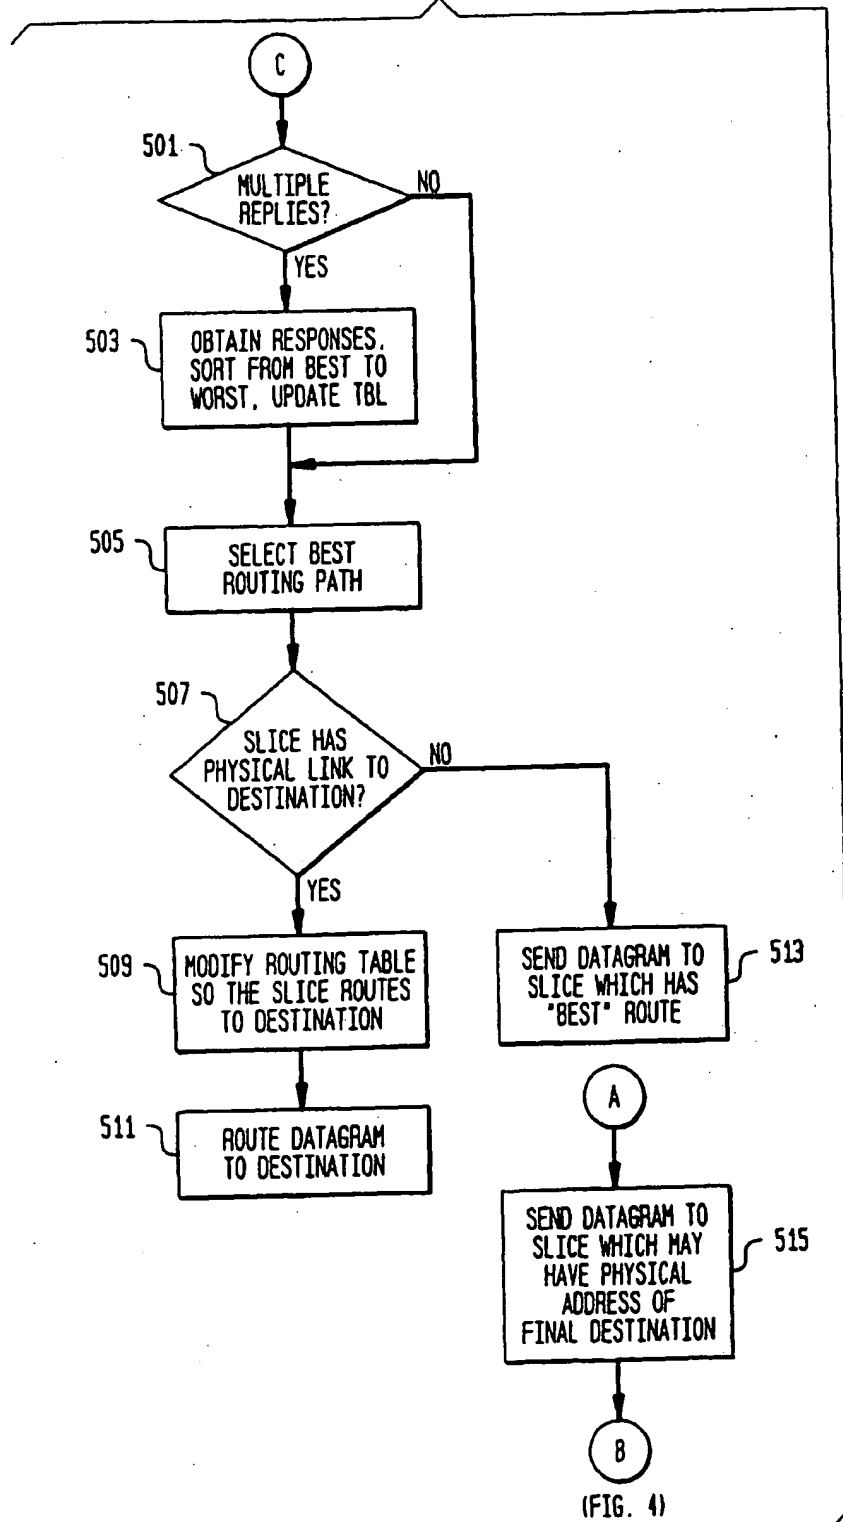 C
501
MULTIPLE
REPLIES?
NO
YES
503
OBTAIN RESPONSES,
SORT FROM BEST TO
WORST, UPDATE TBL
505
SELECT BEST
ROUTING PATH
507
SLICE HAS
PHYSICAL LINK TO
DESTINATION?
NO
YES
509
MODIFY ROUTING TABLE
SO THE SLICE ROUTES
TO DESTINATION
SEND DATAGRAM TO
SLICE WHICH HAS
"BEST" ROUTE
513
511
ROUTE DATAGRAM
TO DESTINATION
A
SEND DATAGRAM TO
SLICE WHICH MAY
HAVE PHYSICAL
ADDRESS OF
FINAL DESTINATION
515
B
(FIG. 4)